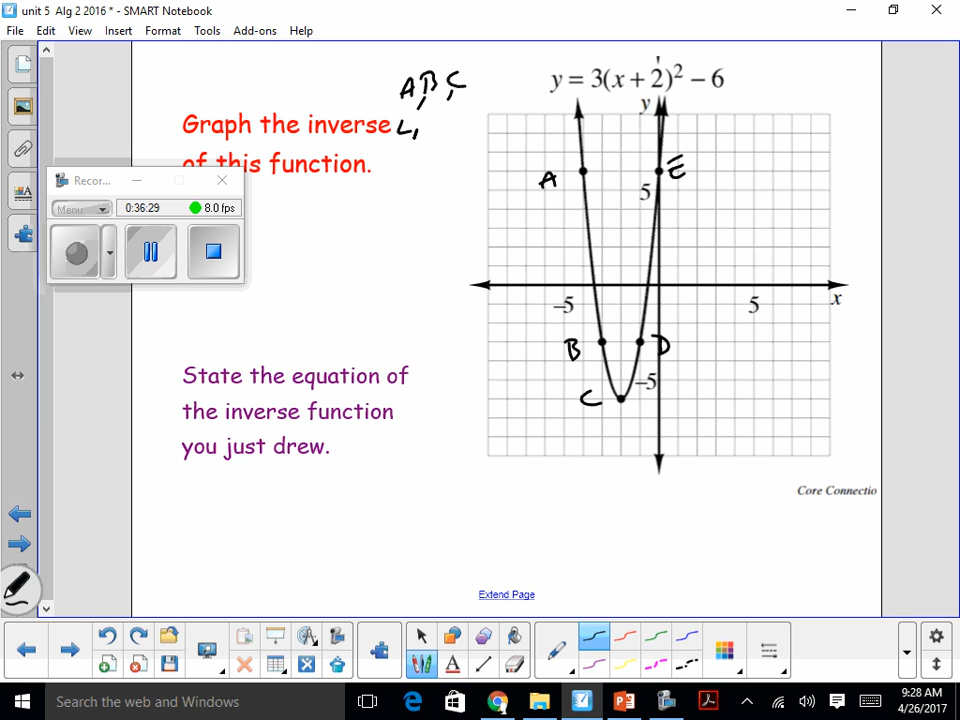 unit 5 Alg 2 2016 * - SMART Notebook
File Edit View Insert Format Tools Add-ons Help
A, B, C
L,
y = 3(x + 2)² – 6
y
Graph the inverse
of this function.
Recor...
Menu 0:36:29 8.0 fps
A
E
5
–5
5
x
B
D
–5
C
State the equation of
the inverse function
you just drew.
Core Connectio
Extend Page
A
Search the web and Windows
9:28 AM
4/26/2017